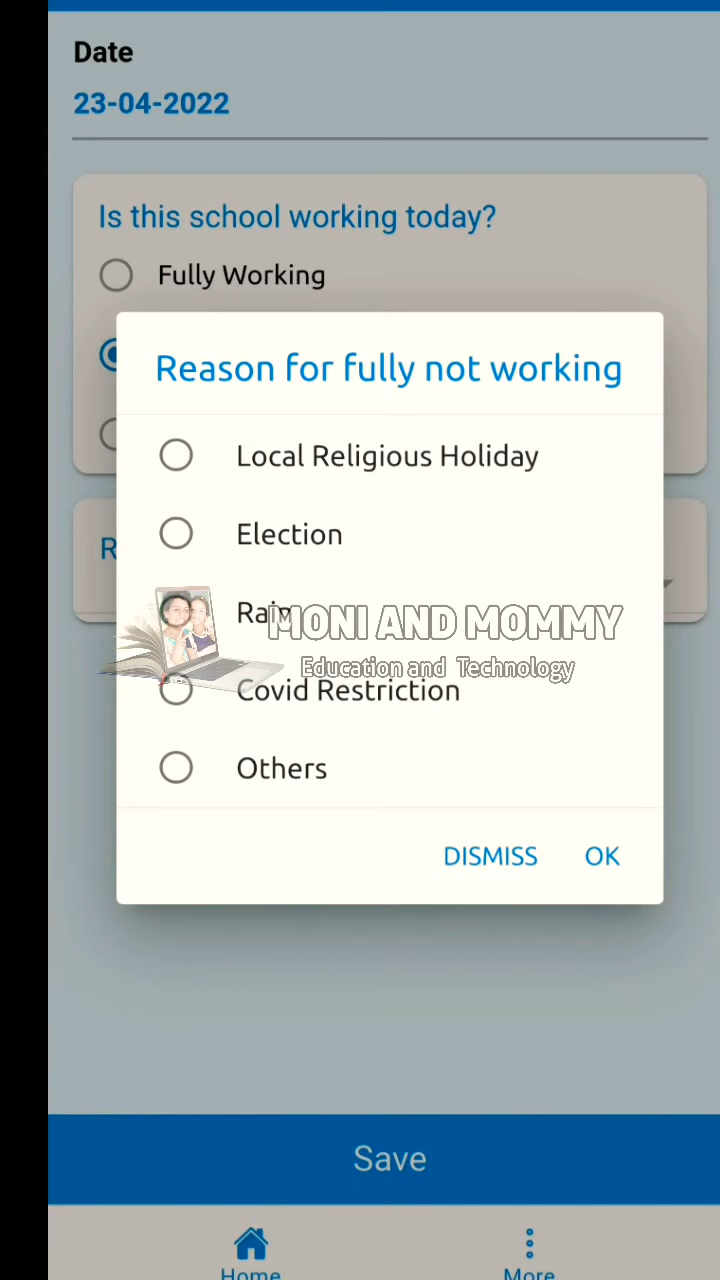 Date
23-04-2022
Is this school working today?
Fully Working
Reason for fully not working
Local Religious Holiday
Election
Rain
MONI AND MOMMY
Education and Technology
Covid Restriction
Others
DISMISS OK
Save
Home More